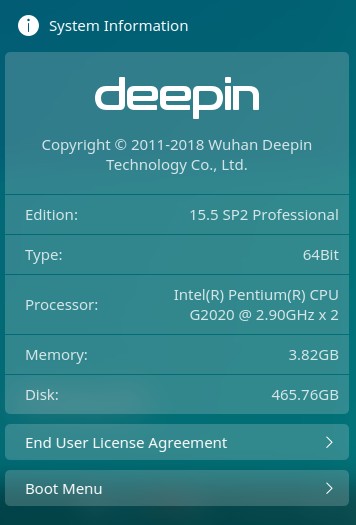 System Information
deepin
Copyright © 2011-2018 Wuhan Deepin
Technology Co., Ltd.
Edition: 15.5 SP2 Professional
Type: 64Bit
Processor: Intel(R) Pentium(R) CPU
G2020 @ 2.90GHz x 2
Memory: 3.82GB
Disk: 465.76GB
End User License Agreement
Boot Menu